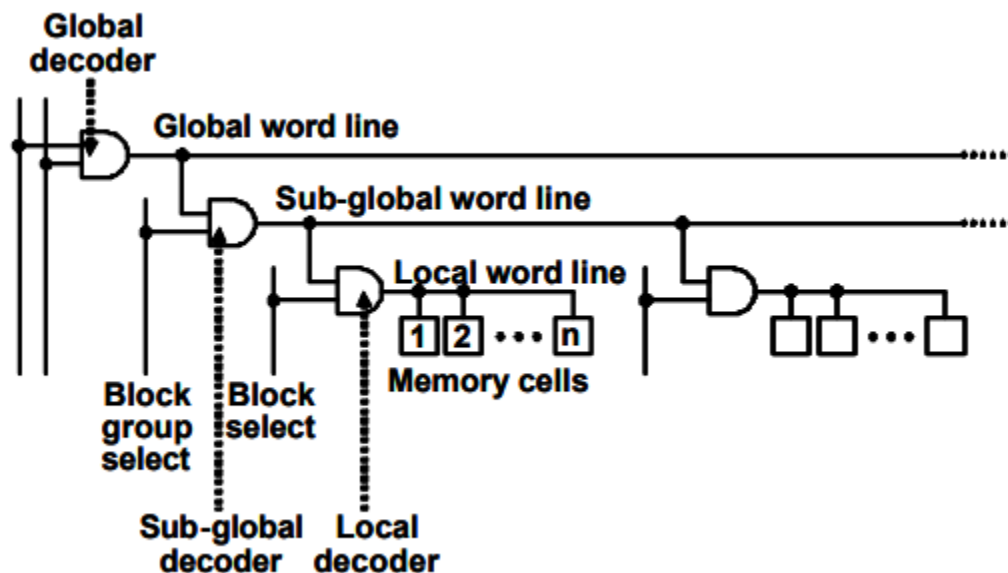 Global
decoder
Global word line
Sub-global word line
Local word line
1 2 n
Memory cells
Block
group
select
Block
select
Sub-global
decoder
Local
decoder